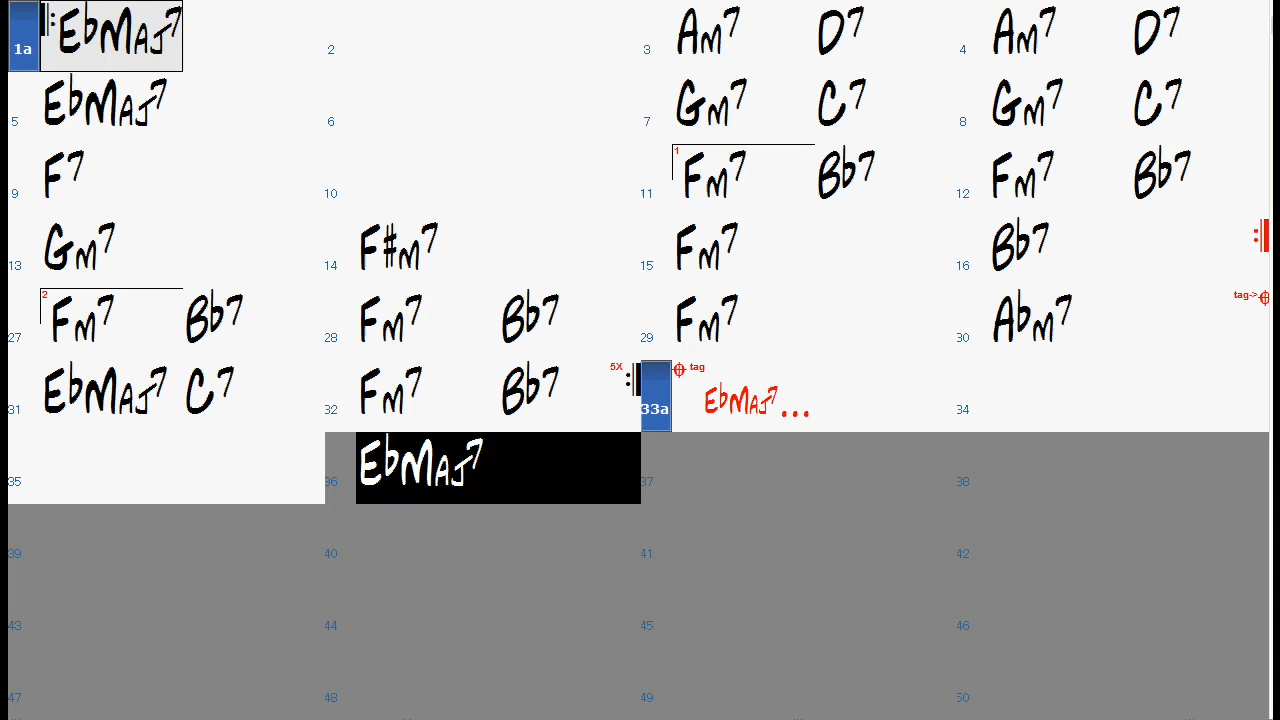 1a EbMAJ7 2 3 Am7 D7 4 Am7 D7
5 EbMAJ7 6 7 Gm7 C7 8 Gm7 C7
9 F7 10 11 1 Fm7 Bb7 12 Fm7 Bb7
13 Gm7 14 F#m7 15 Fm7 16 Bb7
27 2 Fm7 Bb7 28 Fm7 Bb7 29 Fm7 30 Abm7 tag->
31 EbMAJ7 C7 32 Fm7 Bb7 5X 33a tag EbMAJ7... 34
35 36 EbMAJ7 37 38
39 40 41 42
43 44 45 46
47 48 49 50